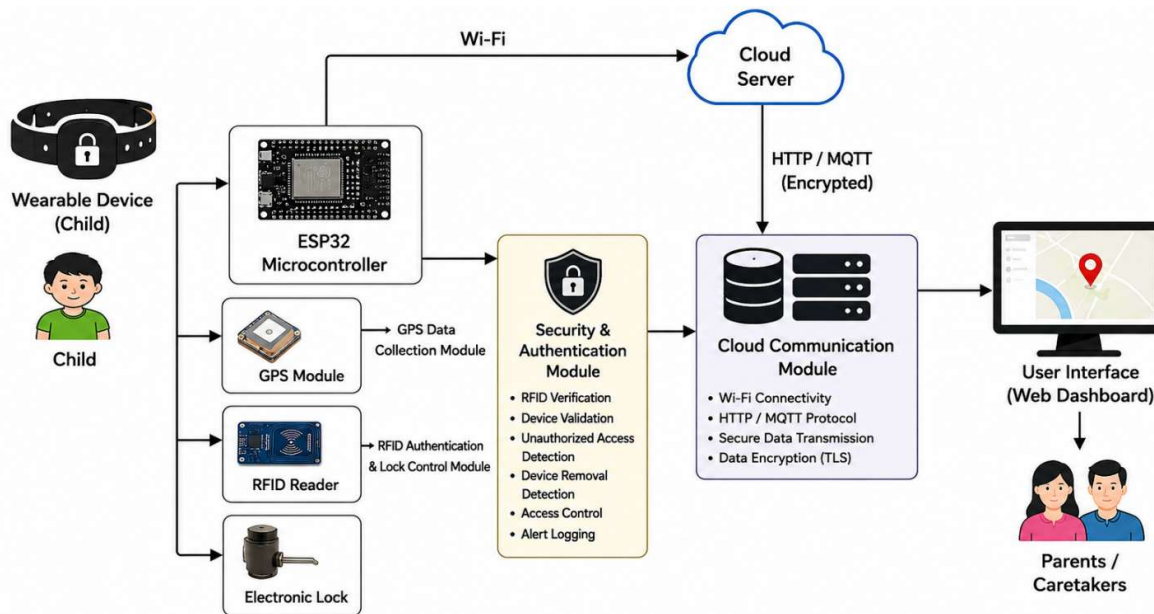 Wi-Fi
Cloud
Server
HTTP / MQTT
(Encrypted)
Wearable Device
(Child)
Child
ESP32
Microcontroller
GPS Module
GPS Data
Collection Module
RFID Reader
RFID Authentication
& Lock Control Module
Electronic Lock
Security &
Authentication
Module
• RFID Verification
• Device Validation
• Unauthorized Access
Detection
• Device Removal
Detection
• Access Control
• Alert Logging
Cloud Communication
Module
• Wi-Fi Connectivity
• HTTP / MQTT Protocol
• Secure Data Transmission
• Data Encryption (TLS)
User Interface
(Web Dashboard)
Parents /
Caretakers